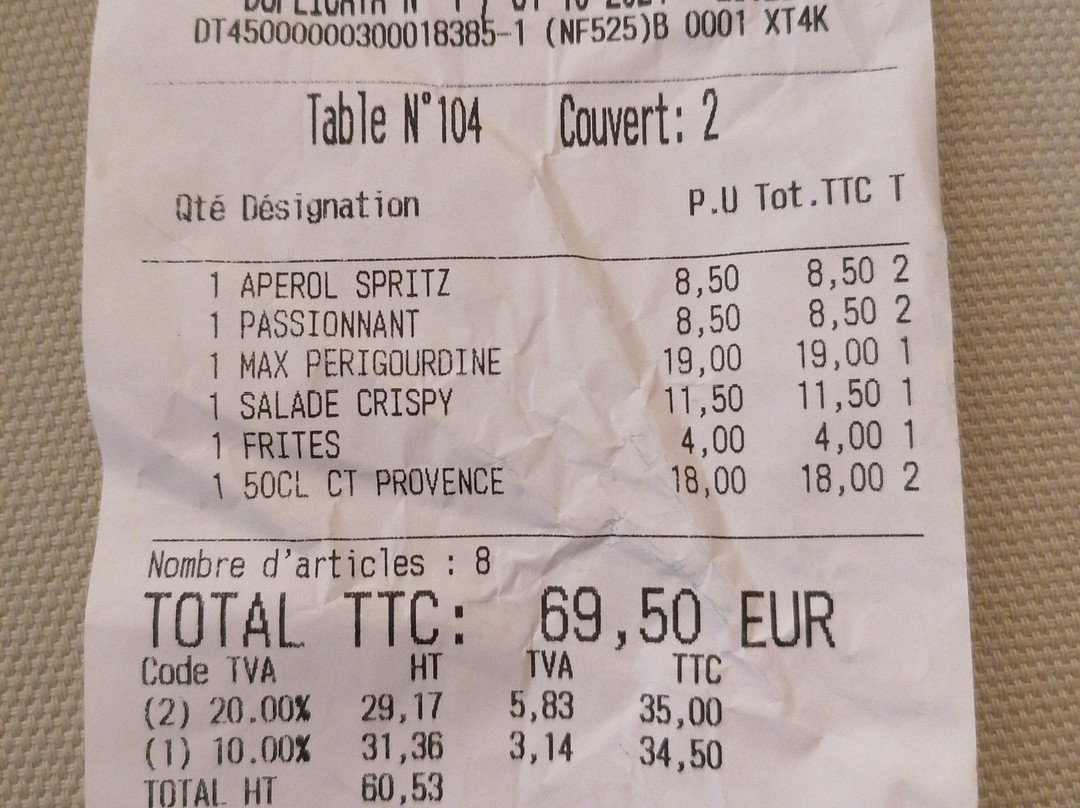 DUPLICATA N°
DT45000000300018385-1 (NF525)B 0001 XT4K
Table N°104 Couvert: 2
Qté Désignation P.U Tot.TTC T
1 APEROL SPRITZ 8,50 8,50 2
1 PASSIONNANT 8,50 8,50 2
1 MAX PERIGOURDINE 19,00 19,00 1
1 SALADE CRISPY 11,50 11,50 1
1 FRITES 4,00 4,00 1
1 50CL CT PROVENCE 18,00 18,00 2
Nombre d'articles : 8
TOTAL TTC: 69,50 EUR
Code TVA HT TVA TTC
(2) 20.00% 29,17 5,83 35,00
(1) 10.00% 31,36 3,14 34,50
TOTAL HT 60,53